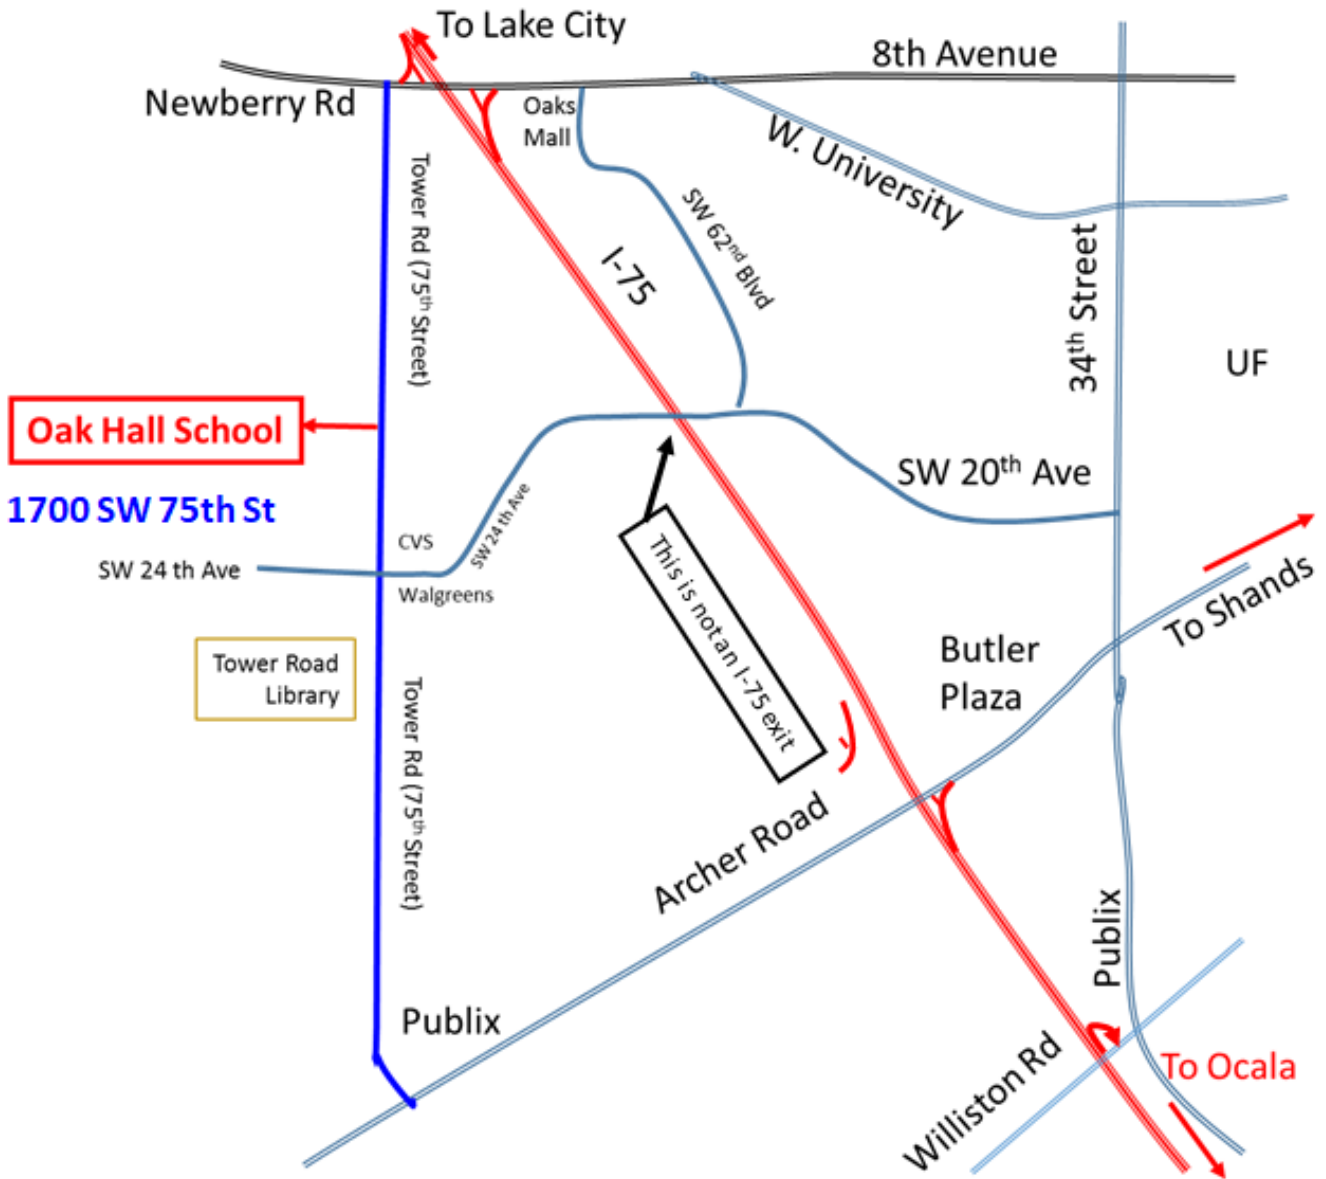 To Lake City
8th Avenue
Newberry Rd
Oaks
Mall
W. University
Tower Rd (75th Street)
SW 62nd Blvd
I-75
34th Street
UF
Oak Hall School
1700 SW 75th St
SW 20th Ave
SW 24 th Ave
CVS
SW 24 th Ave
Walgreens
This is not an I-75 exit
To Shands
Butler
Plaza
Tower Road
Library
Tower Rd (75th Street)
Archer Road
Publix
Publix
Williston Rd
To Ocala